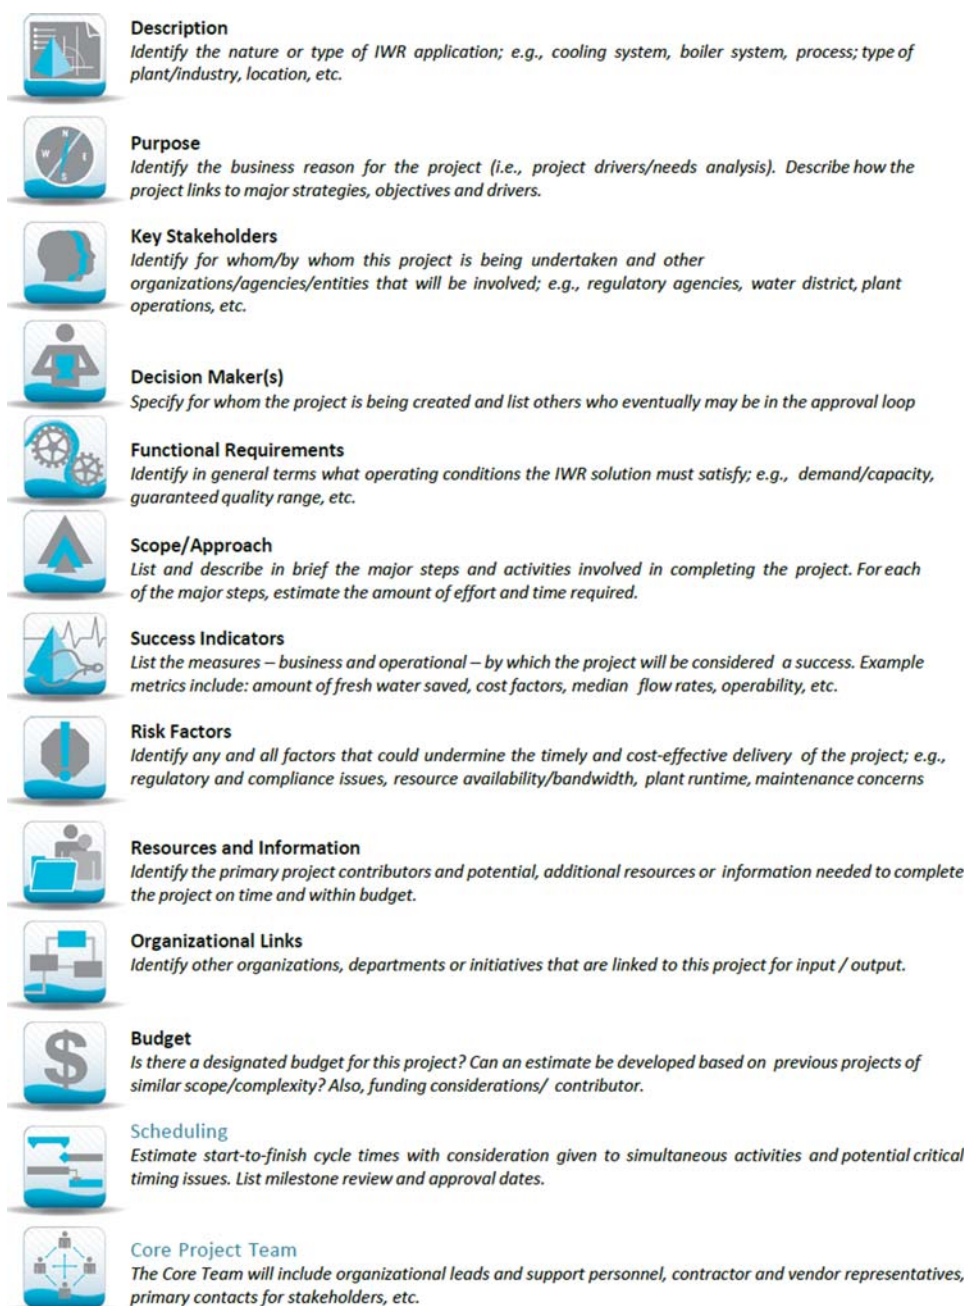 Description
Identify the nature or type of IWR application; e.g., cooling system, boiler system, process; type of
plant/industry, location, etc.
N
W E
S
Purpose
Identify the business reason for the project (i.e., project drivers/needs analysis). Describe how the
project links to major strategies, objectives and drivers.
Key Stakeholders
Identify for whom/by whom this project is being undertaken and other
organizations/agencies/entities that will be involved; e.g., regulatory agencies, water district, plant
operations, etc.
Decision Maker(s)
Specify for whom the project is being created and list others who eventually may be in the approval loop
Functional Requirements
Identify in general terms what operating conditions the IWR solution must satisfy; e.g., demand/capacity,
guaranteed quality range, etc.
Scope/Approach
List and describe in brief the major steps and activities involved in completing the project. For each
of the major steps, estimate the amount of effort and time required.
Success Indicators
List the measures – business and operational – by which the project will be considered a success. Example
metrics include: amount of fresh water saved, cost factors, median flow rates, operability, etc.
Risk Factors
Identify any and all factors that could undermine the timely and cost-effective delivery of the project; e.g.,
regulatory and compliance issues, resource availability/bandwidth, plant runtime, maintenance concerns
Resources and Information
Identify the primary project contributors and potential, additional resources or information needed to complete
the project on time and within budget.
Organizational Links
Identify other organizations, departments or initiatives that are linked to this project for input / output.
$
Budget
Is there a designated budget for this project? Can an estimate be developed based on previous projects of
similar scope/complexity? Also, funding considerations/ contributor.
Scheduling
Estimate start-to-finish cycle times with consideration given to simultaneous activities and potential critical
timing issues. List milestone review and approval dates.
Core Project Team
The Core Team will include organizational leads and support personnel, contractor and vendor representatives,
primary contacts for stakeholders, etc.